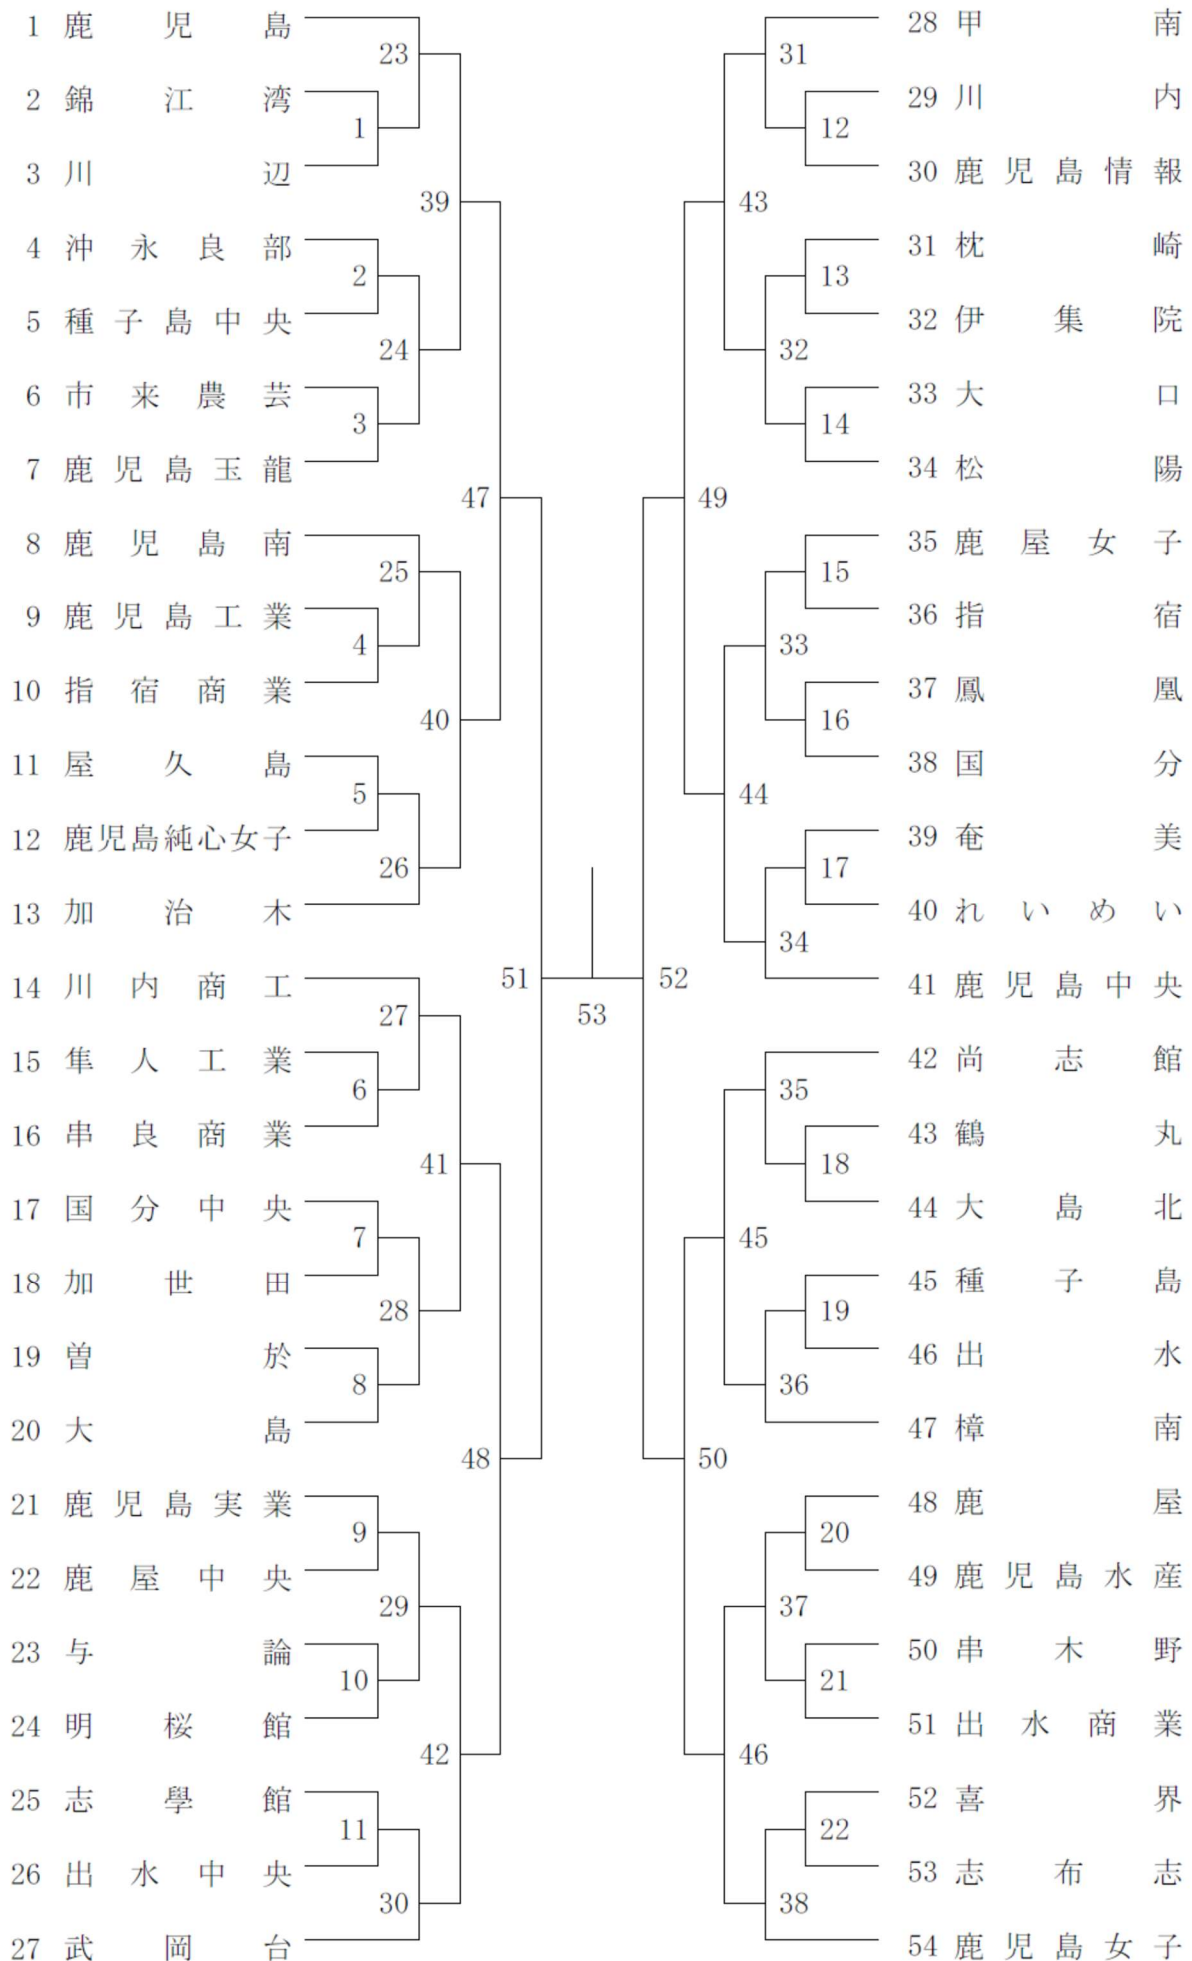 1 鹿児島
23
2 錦江湾
1
3 川辺
39
4 沖永良部
2
5 種子島中央
24
6 市来農芸
3
7 鹿児島玉龍
47
8 鹿児島南
25
9 鹿児島工業
4
10 指宿商業
40
11 屋久島
5
12 鹿児島純心女子
26
13 加治木
51
14 川内商工
27
15 隼人工業
6
16 串良商業
41
17 国分中央
7
18 加世田
28
19 曽於
8
20 大島
48
21 鹿児島実業
9
22 鹿屋中央
29
23 与論
10
24 明桜館
42
25 志學館
11
26 出水中央
30
27 武岡台
53
28 甲南
31
29 川内
12
30 鹿児島情報
43
31 枕崎
13
32 伊集院
32
33 大口
14
34 松陽
49
35 鹿屋女子
15
36 指宿
33
37 鳳凰
16
38 国分
44
39 奄美
17
40 れいめい
34
41 鹿児島中央
52
42 尚志館
35
43 鶴丸
18
44 大島北
45
45 種子島
19
46 出水
36
47 樟南
50
48 鹿屋
20
49 鹿児島水産
37
50 串木野
21
51 出水商業
46
52 喜界
22
53 志布志
38
54 鹿児島女子